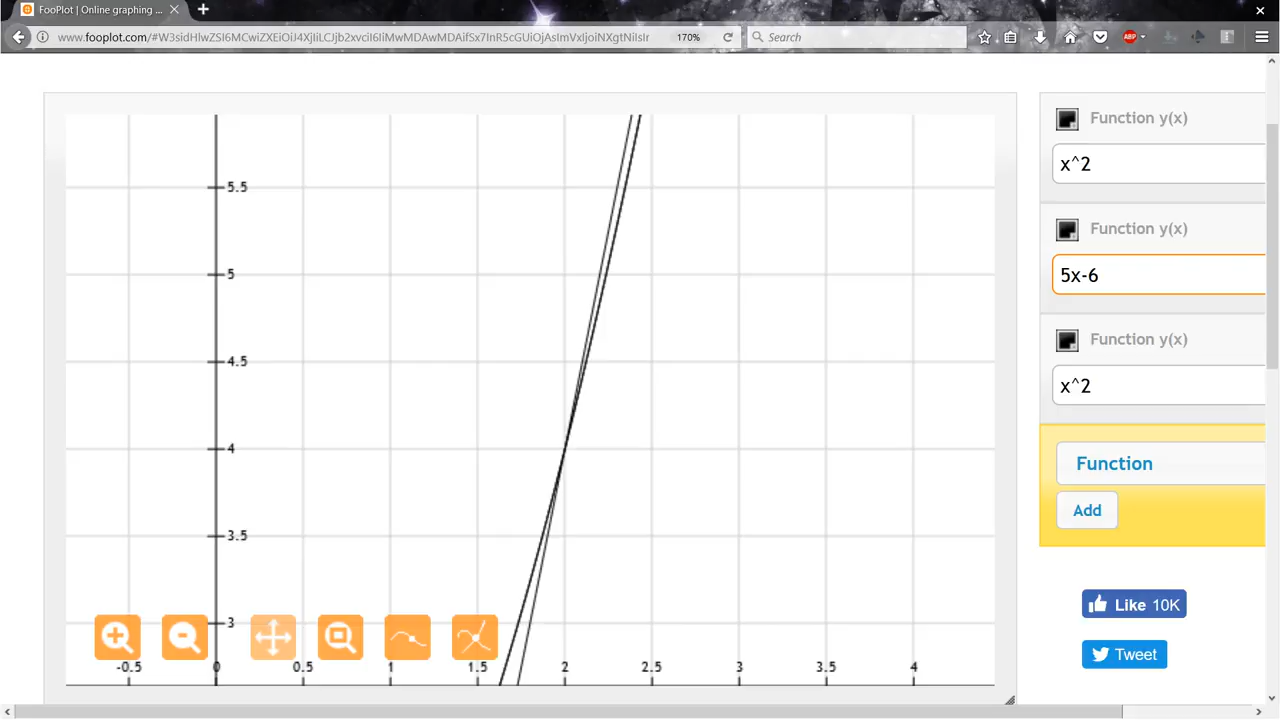 FooPlot | Online graphing ...
www.fooplot.com/#W3sidHlwZSI6MCwiZXEiOiJ4XjIiLCJjb2xvciI6IiMwMDAwMDAifSx7InR5cGUiOjAsImVxIjoiNXgtNiIsIr
170%
Search
ABP
Function y(x)
x^2
Function y(x)
5x-6
Function y(x)
x^2
Function
Add
Like 10K
Tweet
5.5
5
4.5
4
3.5
3
-0.5 0 0.5 1 1.5 2 2.5 3 3.5 4